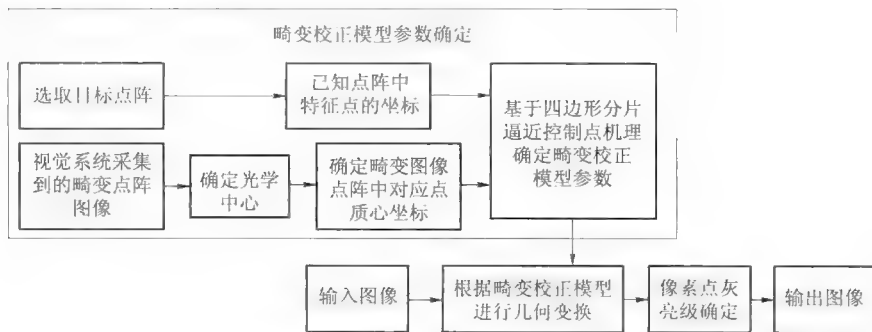 畸变校正模型参数确定
选取目标点阵
已知点阵中
特征点的坐标
基于四边形分片
逼近控制点机理
确定畸变校正
模型参数
视觉系统采集
到的畸变点阵
图像
确定光学
中心
确定畸变图像
点阵中对应点
质心坐标
输入图像
根据畸变校正模型
进行几何变换
像素点灰
亮级确定
输出图像